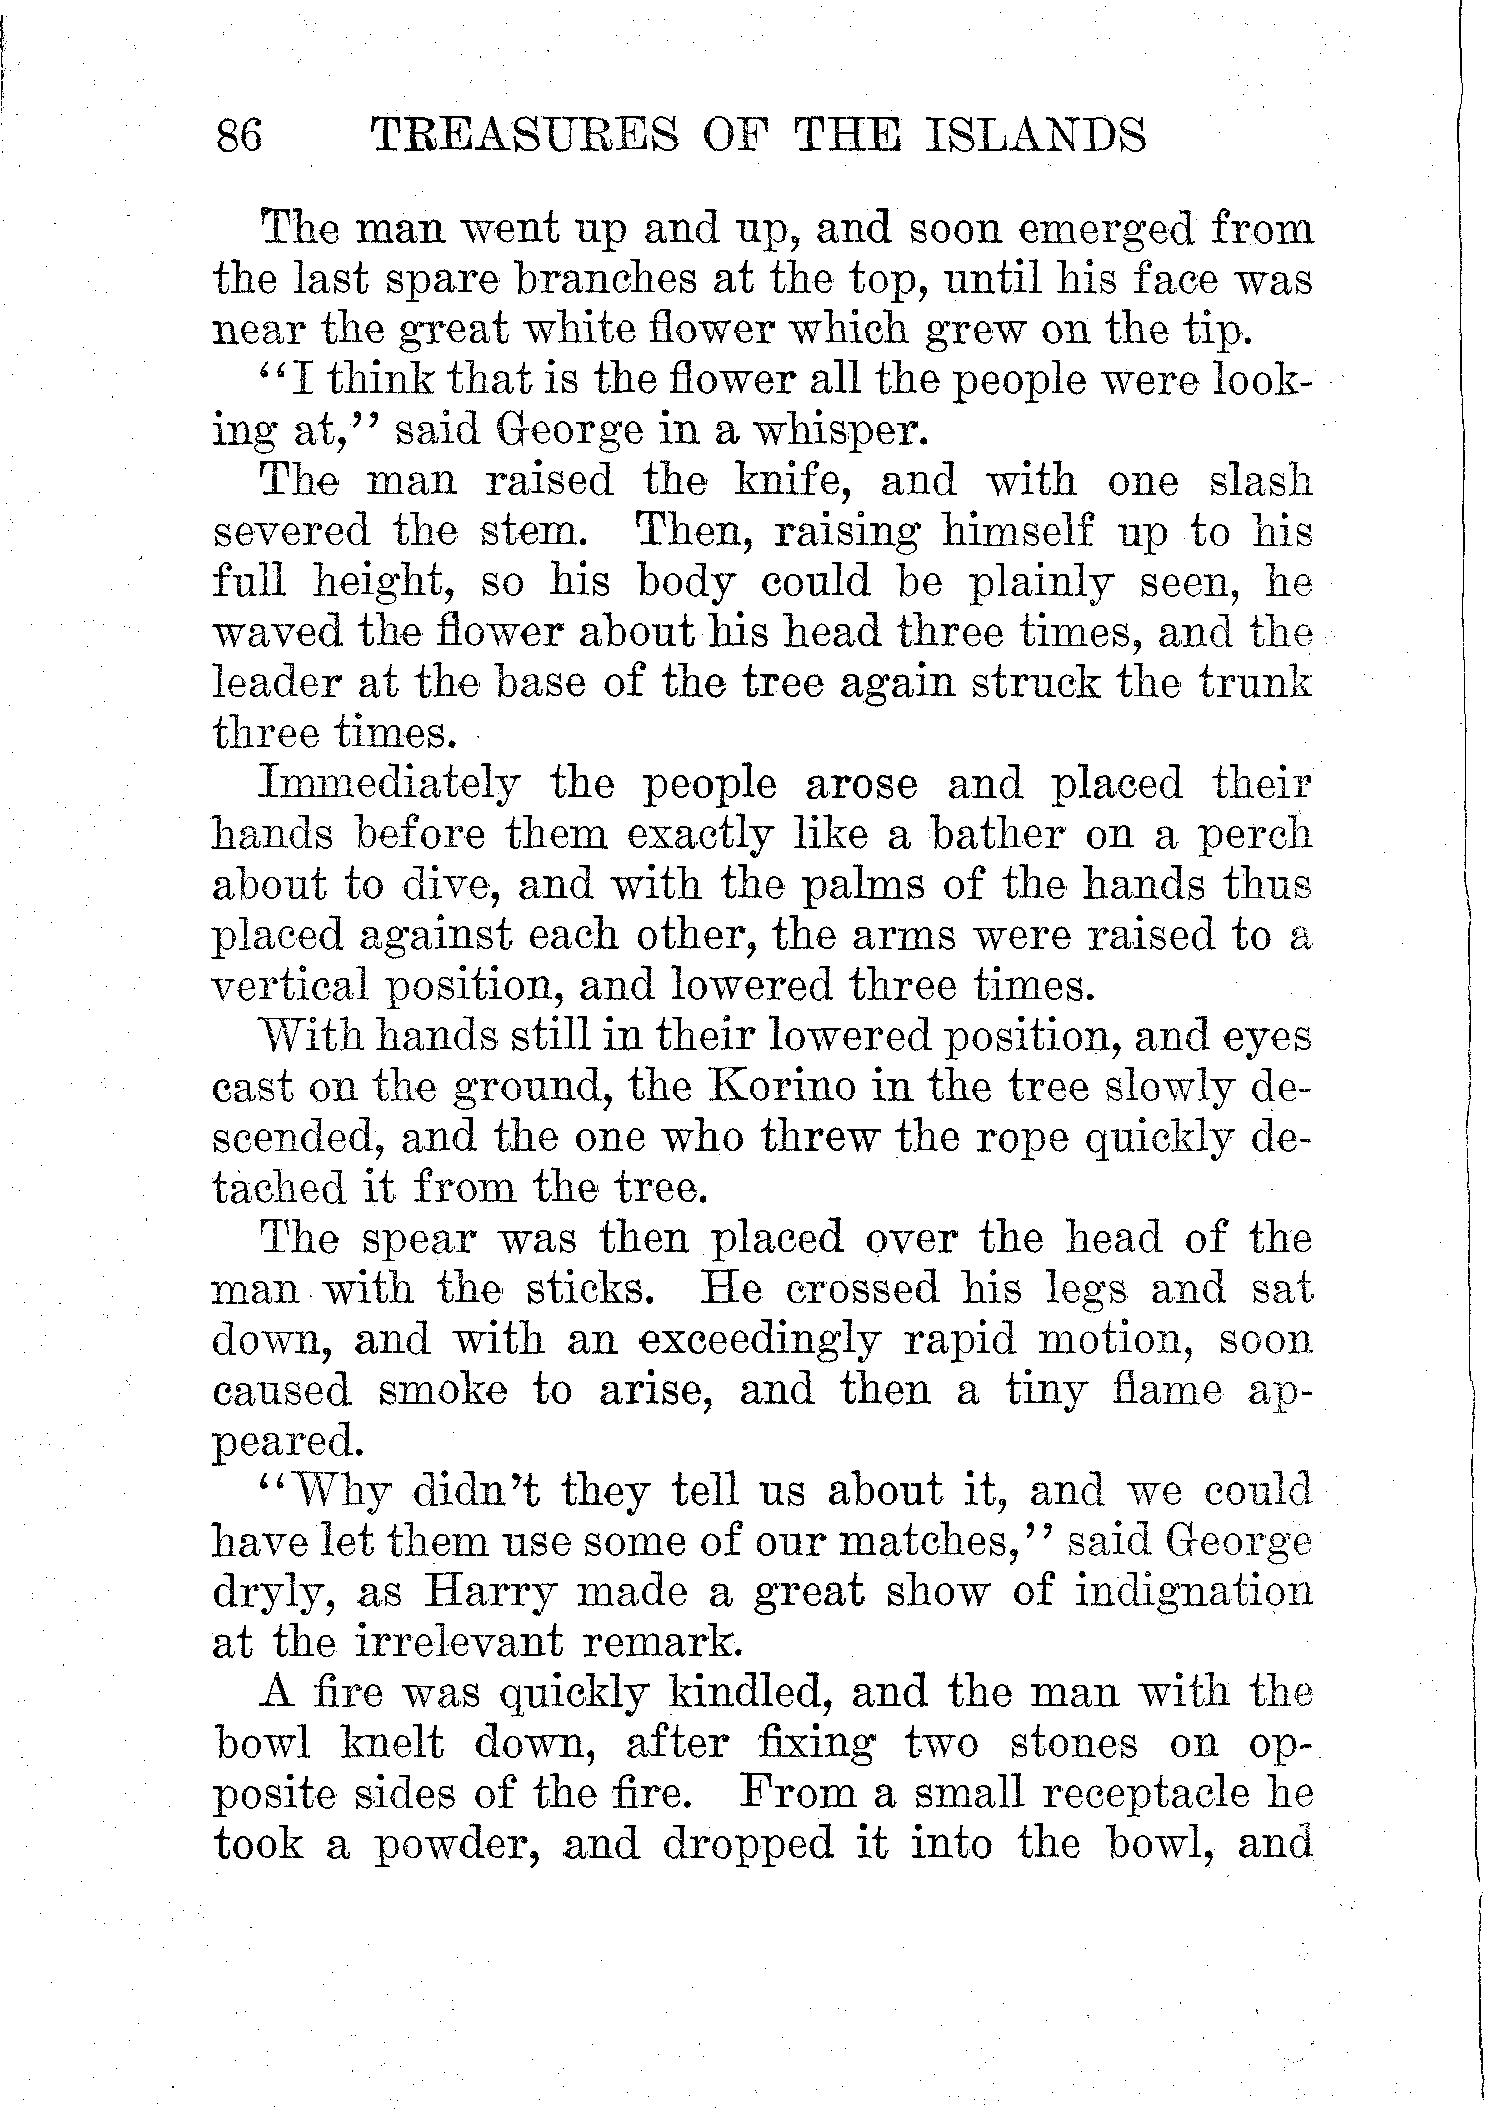 86 TREASURES OF THE ISLANDS
The man went up and up, and soon emerged from
the last spare branches at the top, until his face was
near the great white flower which grew on the tip.
"I think that is the flower all the people were look-
ing at," said George in a whisper.
The man raised the knife, and with one slash
severed the stem. Then, raising himself up to his
full height, so his body could be plainly seen, he
waved the flower about his head three times, and the
leader at the base of the tree again struck the trunk
three times.
Immediately the people arose and placed their
hands before them exactly like a bather on a perch
about to dive, and with the palms of the hands thus
placed against each other, the arms were raised to a
vertical position, and lowered three times.
With hands still in their lowered position, and eyes
cast on the ground, the Korino in the tree slowly de-
scended, and the one who threw the rope quickly de-
tached it from the tree.
The spear was then placed over the head of the
man with the sticks. He crossed his legs and sat
down, and with an exceedingly rapid motion, soon
caused smoke to arise, and then a tiny flame ap-
peared.
"Why didn't they tell us about it, and we could
have let them use some of our matches," said George
dryly, as Harry made a great show of indignation
at the irrelevant remark.
A fire was quickly kindled, and the man with the
bowl knelt down, after fixing two stones on op-
posite sides of the fire. From a small receptacle he
took a powder, and dropped it into the bowl, and